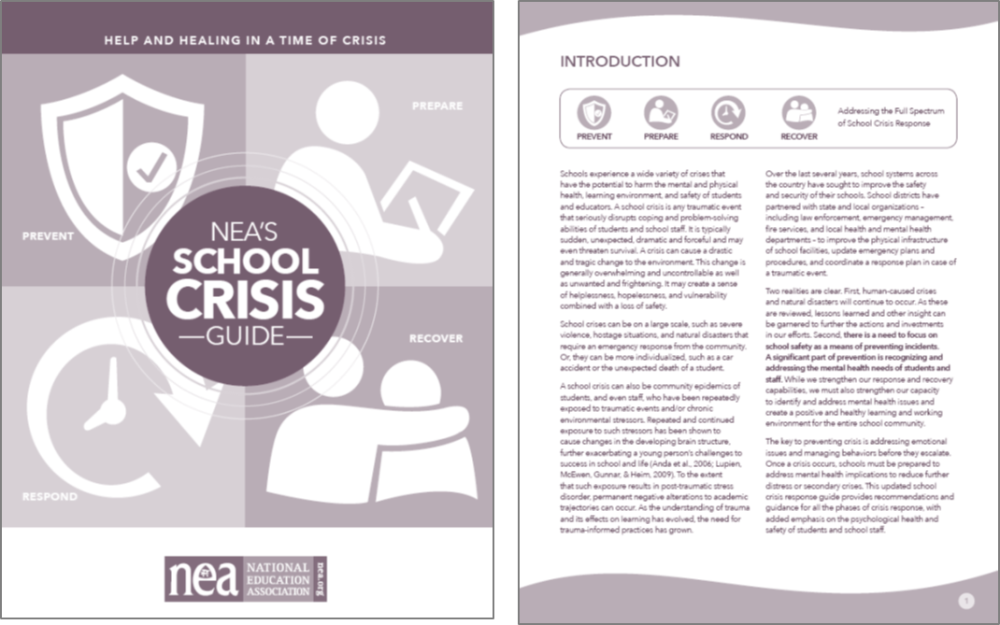 HELP AND HEALING IN A TIME OF CRISIS
PREPARE
PREVENT
NEA'S
SCHOOL
CRISIS
GUIDE
RECOVER
RESPOND
nea
NATIONAL
EDUCATION
ASSOCIATION
nea.org
INTRODUCTION
PREVENT
PREPARE
RESPOND
RECOVER
Addressing the Full Spectrum
of School Crisis Response
Schools experience a wide variety of crises that
have the potential to harm the mental and physical
health, learning environment, and safety of students
and educators. A school crisis is any traumatic event
that seriously disrupts coping and problem-solving
abilities of students and school staff. It is typically
sudden, unexpected, dramatic and forceful and may
even threaten survival. A crisis can cause a drastic
and tragic change to the environment. This change is
generally overwhelming and uncontrollable as well
as unwanted and frightening. It may create a sense
of helplessness, hopelessness, and vulnerability
combined with a loss of safety.
School crises can be on a large scale, such as severe
violence, hostage situations, and natural disasters that
require an emergency response from the community.
Or, they can be more individualized, such as a car
accident or the unexpected death of a student.
A school crisis can also be community epidemics of
students, and even staff, who have been repeatedly
exposed to traumatic events and/or chronic
environmental stressors. Repeated and continued
exposure to such stressors has been shown to
cause changes in the developing brain structure,
further exacerbating a young person's challenges to
success in school and life (Anda et al., 2006; Lupien,
McEwen, Gunnar, & Heim, 2009). To the extent
that such exposure results in post-traumatic stress
disorder, permanent negative alterations to academic
trajectories can occur. As the understanding of trauma
and its effects on learning has evolved, the need for
trauma-informed practices has grown.
Over the last several years, school systems across
the country have sought to improve the safety
and security of their schools. School districts have
partnered with state and local organizations –
including law enforcement, emergency management,
fire services, and local health and mental health
departments – to improve the physical infrastructure
of school facilities, update emergency plans and
procedures, and coordinate a response plan in case of
a traumatic event.
Two realities are clear. First, human-caused crises
and natural disasters will continue to occur. As these
are reviewed, lessons learned and other insight can
be garnered to further the actions and investments
in our efforts. Second, there is a need to focus on
school safety as a means of preventing incidents.
A significant part of prevention is recognizing and
addressing the mental health needs of students and
staff. While we strengthen our response and recovery
capabilities, we must also strengthen our capacity
to identify and address mental health issues and
create a positive and healthy learning and working
environment for the entire school community.
The key to preventing crisis is addressing emotional
issues and managing behaviors before they escalate.
Once a crisis occurs, schools must be prepared to
address mental health implications to reduce further
distress or secondary crises. This updated school
crisis response guide provides recommendations and
guidance for all the phases of crisis response, with
added emphasis on the psychological health and
safety of students and school staff.
1